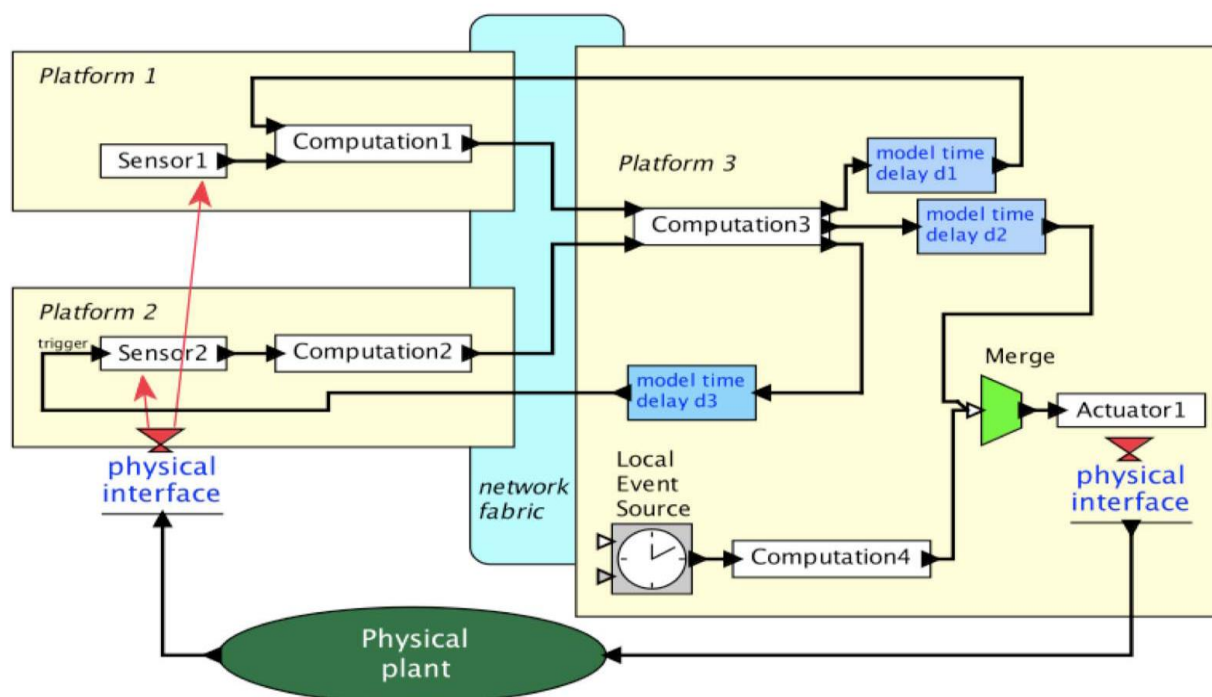 Platform 1
Computation1
Sensor1
Platform 3
model time
delay d1
Computation3
model time
delay d2
Platform 2
trigger
Sensor2
Computation2
model time
delay d3
Merge
Actuator1
physical
interface
network
fabric
Local
Event
Source
physical
interface
Computation4
Physical
plant